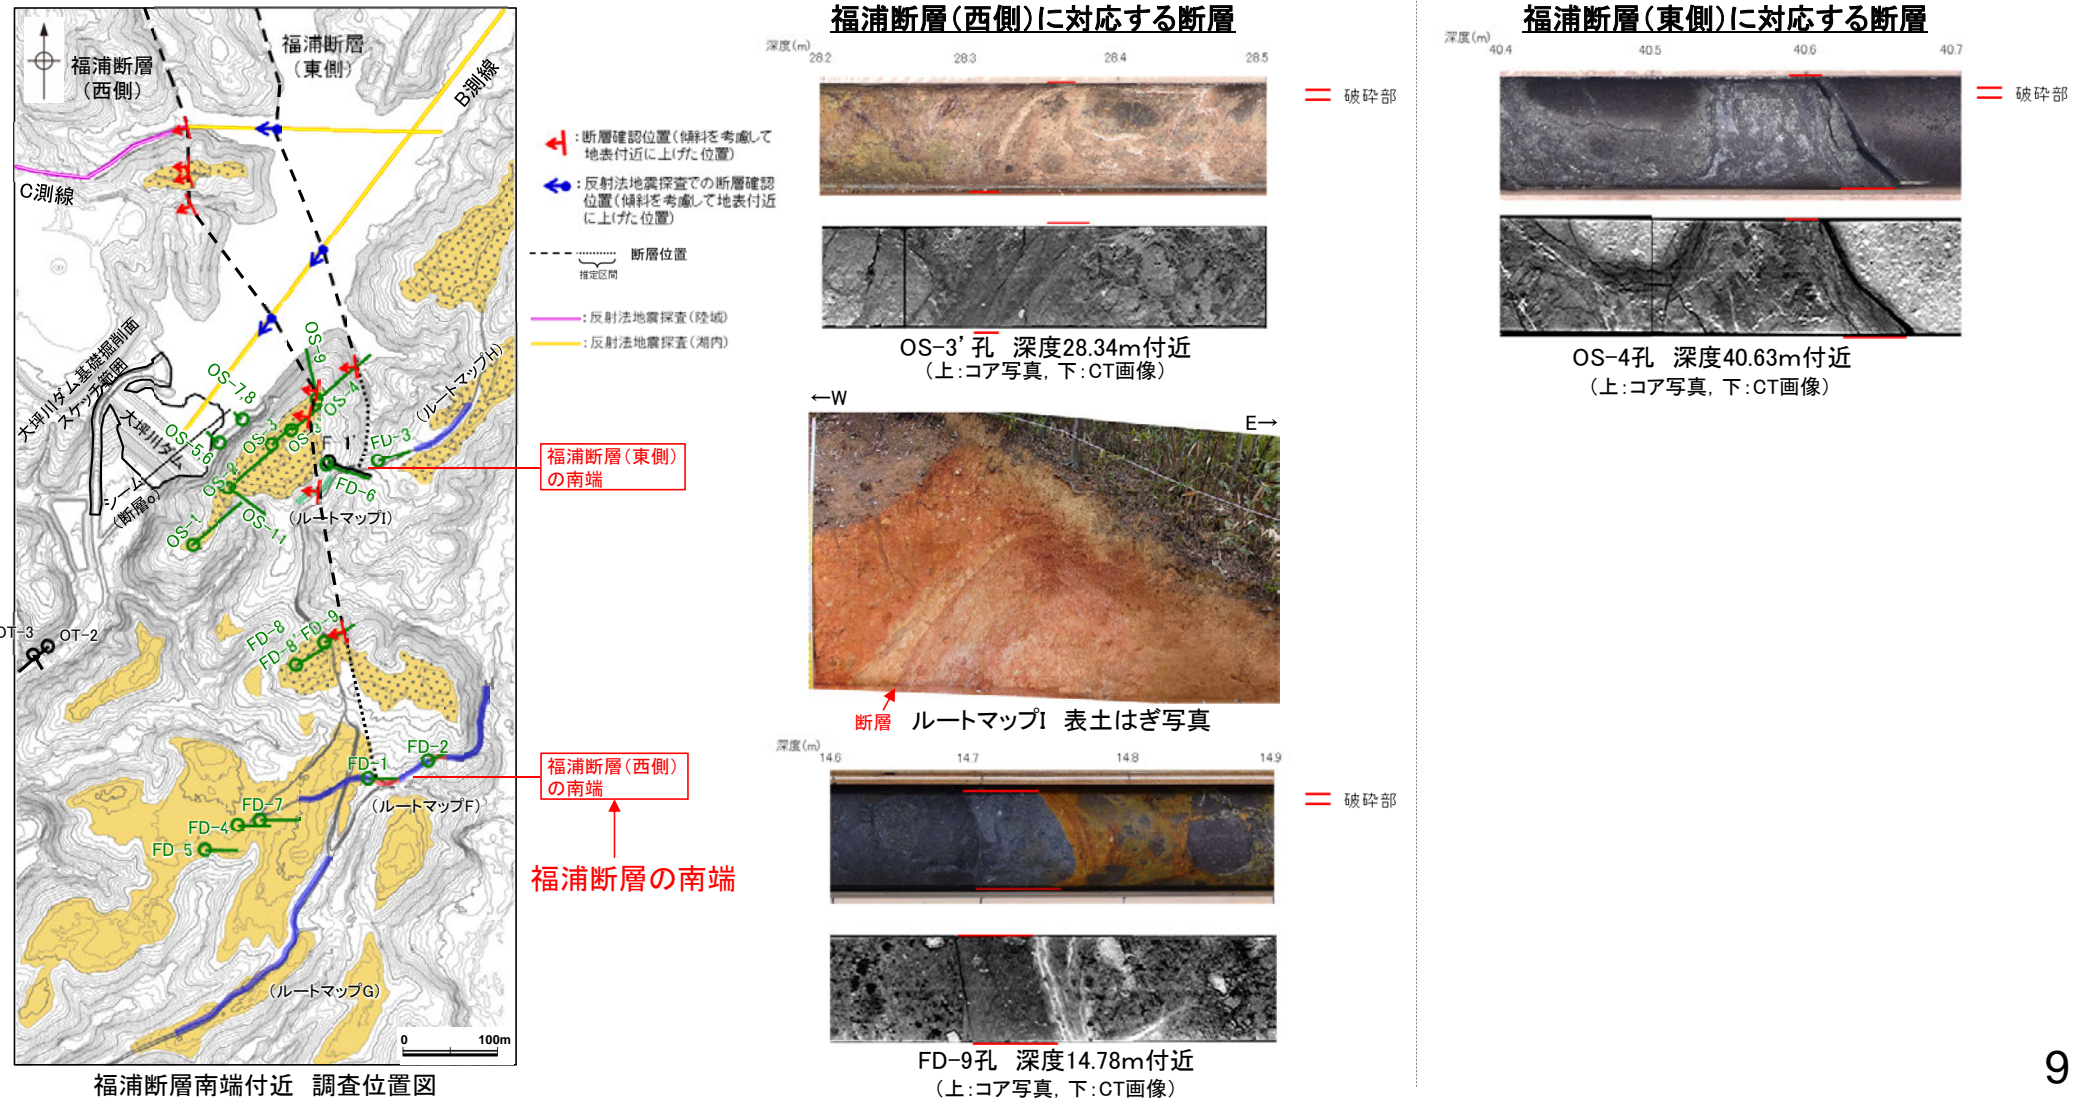 福浦断層
(西側)
福浦断層
(東側)
B測線
C測線
大坪川ダム基礎掘削面
スケッチ範囲
大坪川ダム
シーム
(断層o)
OS-9
OS-4
OS-7,8
OS-5,6
OS-3
OS-3'
OS-2
OS-1
OS-11
F-1'
FD-3
FD-6
(ルートマップH)
(ルートマップI)
福浦断層(東側)
の南端
OT-3
OT-2
FD-8
FD-8'
FD-9
FD-2
FD-1
(ルートマップF)
FD-7
FD-4
FD-5
(ルートマップG)
福浦断層(西側)
の南端
福浦断層の南端
0 100m
福浦断層南端付近 調査位置図
:断層確認位置(傾斜を考慮して
地表付近に上げた位置)
:反射法地震探査での断層確認
位置(傾斜を考慮して地表付近
に上げた位置)
断層位置
推定区間
:反射法地震探査(陸域)
:反射法地震探査(湖内)
福浦断層(西側)に対応する断層
深度(m)
28.2 28.3 28.4 28.5
破砕部
OS-3'孔 深度28.34m付近
(上:コア写真, 下:CT画像)
←W
E→
断層
ルートマップI 表土はぎ写真
深度(m)
14.6 14.7 14.8 14.9
破砕部
FD-9孔 深度14.78m付近
(上:コア写真, 下:CT画像)
福浦断層(東側)に対応する断層
深度(m)
40.4 40.5 40.6 40.7
破砕部
OS-4孔 深度40.63m付近
(上:コア写真, 下:CT画像)
9